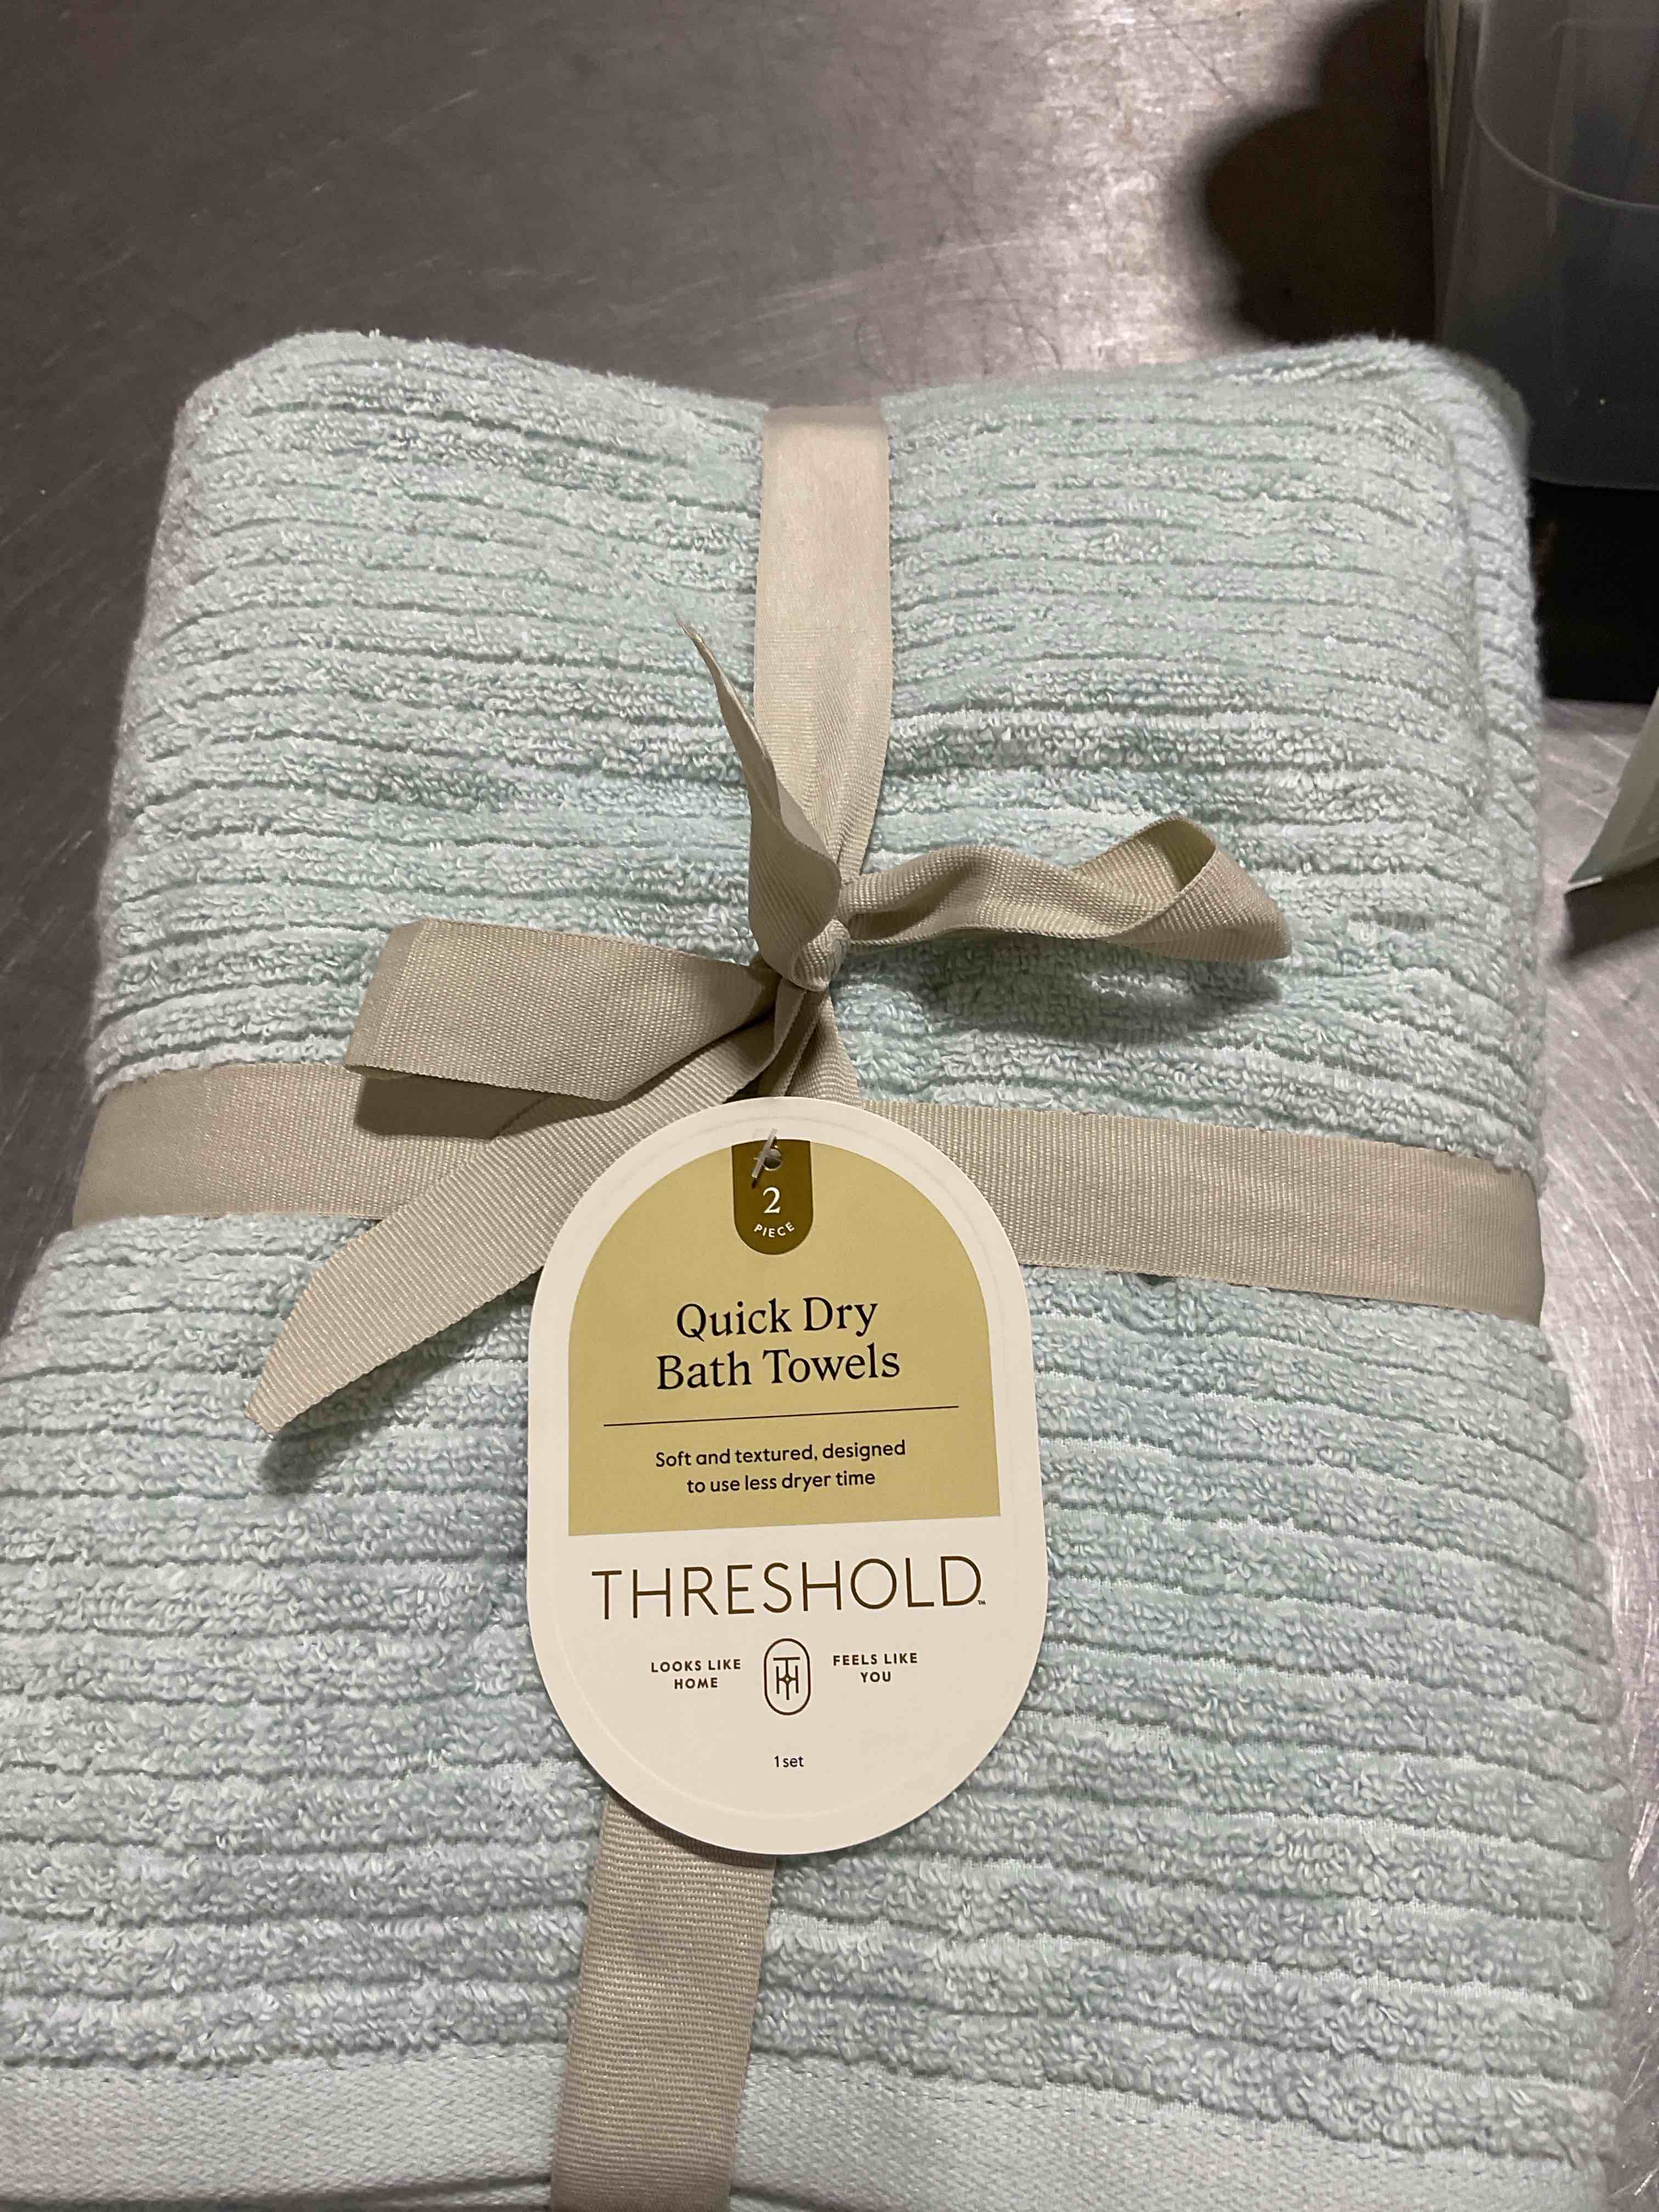 2
PIECE
Quick Dry
Bath Towels
Soft and textured, designed
to use less dryer time
THRESHOLD™
LOOKS LIKE
HOME
FEELS LIKE
YOU
1 set